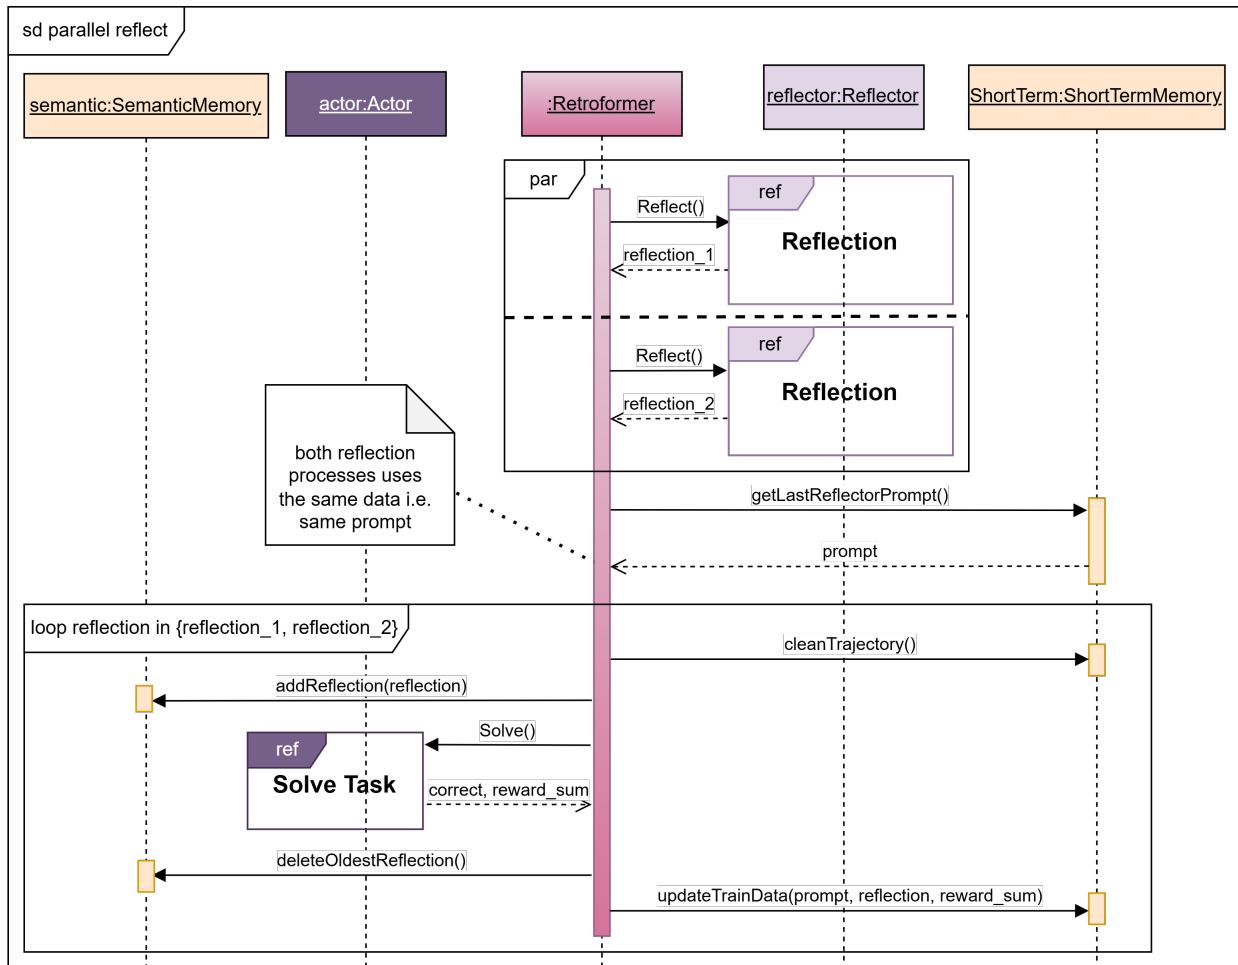 sd parallel reflect
semantic:SemanticMemory
actor:Actor
:Retroformer
reflector:Reflector
ShortTerm:ShortTermMemory
par
ref
Reflect()
Reflection
reflection_1
ref
Reflect()
Reflection
reflection_2
both reflection
processes uses
the same data i.e.
same prompt
getLastReflectorPrompt()
prompt
loop reflection in {reflection_1, reflection_2}
cleanTrajectory()
addReflection(reflection)
Solve()
ref
Solve Task
correct, reward_sum
deleteOldestReflection()
updateTrainData(prompt, reflection, reward_sum)